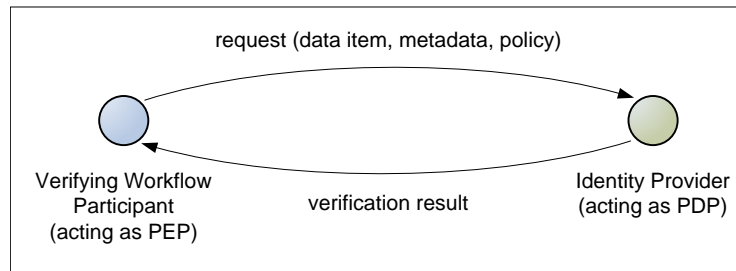 request (data item, metadata, policy)
Verifying Workflow
Participant
(acting as PEP)
verification result
Identity Provider
(acting as PDP)